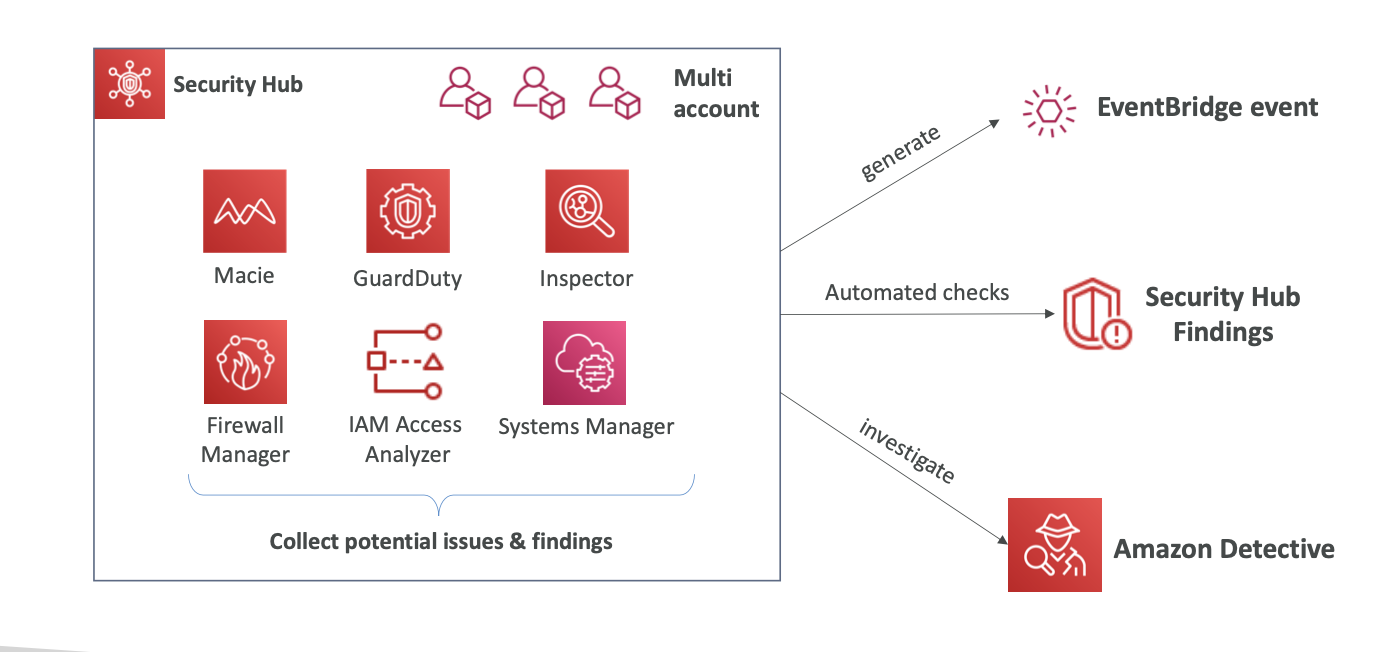 Security Hub
Multi
account
EventBridge event
generate
Macie
GuardDuty
Inspector
Automated checks
Security Hub
Findings
Firewall
Manager
IAM Access
Analyzer
Systems Manager
investigate
Collect potential issues & findings
Amazon Detective